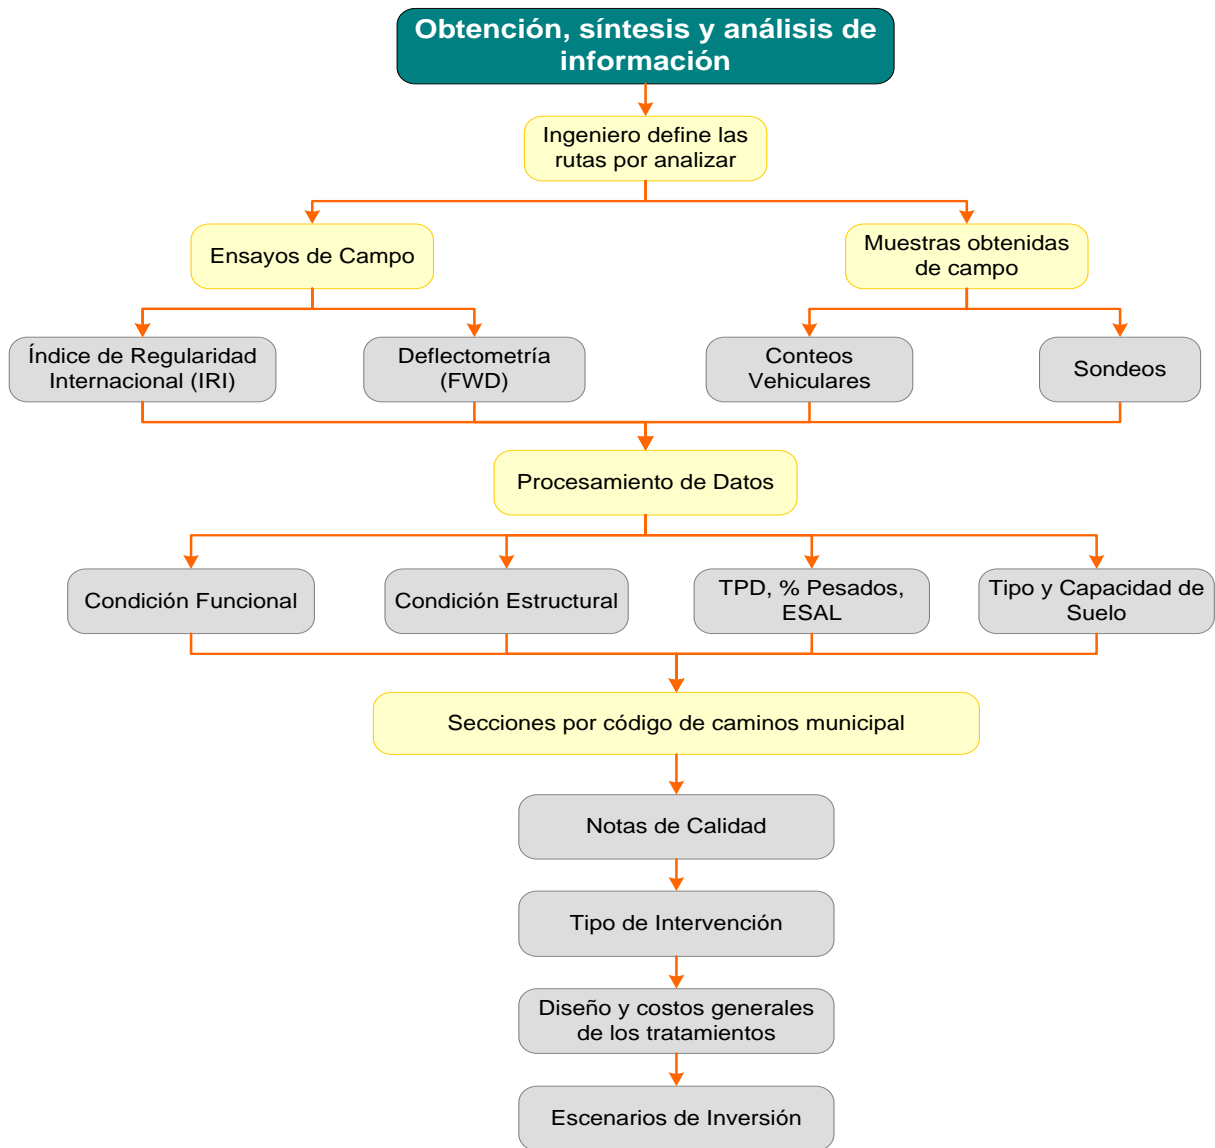 Obtención, síntesis y análisis de
información
Ingeniero define las
rutas por analizar
Ensayos de Campo
Muestras obtenidas
de campo
Índice de Regularidad
Internacional (IRI)
Deflectometría
(FWD)
Conteos
Vehiculares
Sondeos
Procesamiento de Datos
Condición Funcional
Condición Estructural
TPD, % Pesados,
ESAL
Tipo y Capacidad de
Suelo
Secciones por código de caminos municipal
Notas de Calidad
Tipo de Intervención
Diseño y costos generales
de los tratamientos
Escenarios de Inversión